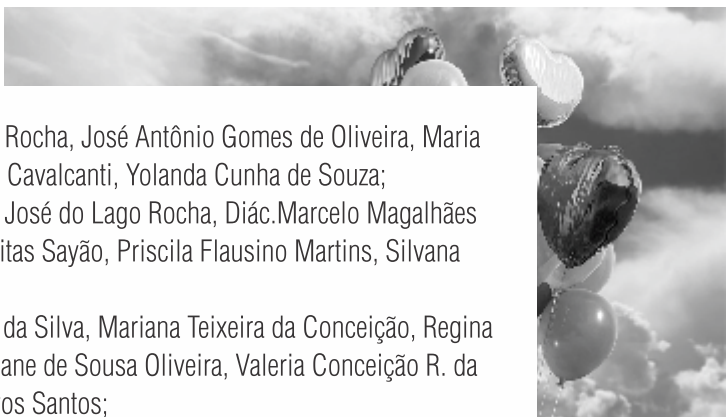 Rocha, José Antônio Gomes de Oliveira, Maria
Cavalcanti, Yolanda Cunha de Souza;
José do Lago Rocha, Diác.Marcelo Magalhães
itas Sayão, Priscila Flausino Martins, Silvana
da Silva, Mariana Teixeira da Conceição, Regina
ane de Sousa Oliveira, Valeria Conceição R. da
os Santos;